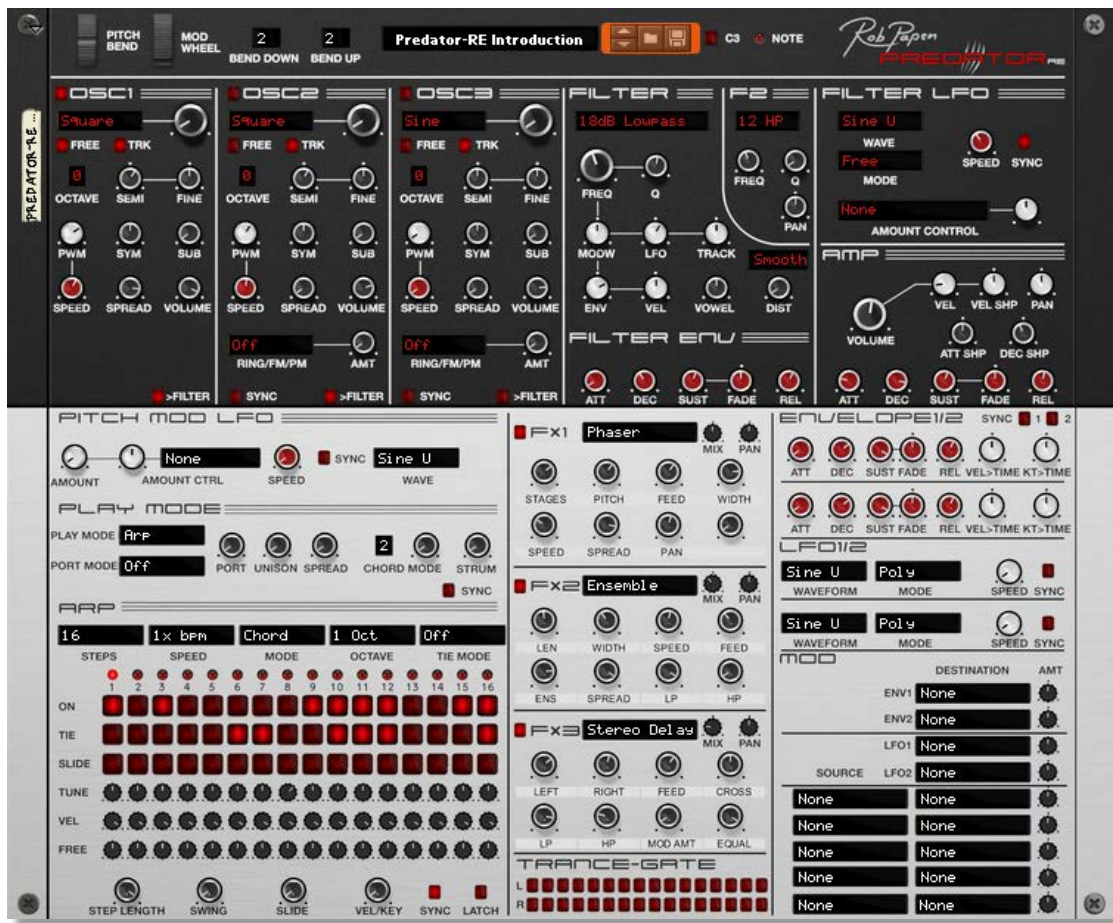 PITCH BEND
MOD WHEEL
2 2
BEND DOWN BEND UP
Predator-RE Introduction
C3 NOTE
Rob Papen
PREDATOR RE
PREDATOR-RE ...
OSC1
Square
FREE TRK
0
OCTAVE SEMI FINE
PWM SYM SUB
SPEED SPREAD VOLUME
>FILTER
OSC2
Square
FREE TRK
0
OCTAVE SEMI FINE
PWM SYM SUB
SPEED SPREAD VOLUME
Off
RING/FM/PM AMT
SYNC >FILTER
OSC3
Sine
FREE TRK
0
OCTAVE SEMI FINE
PWM SYM SUB
SPEED SPREAD VOLUME
Off
RING/FM/PM AMT
SYNC >FILTER
FILTER
18dB Lowpass
FREQ Q
MODW LFO TRACK
ENV VEL VOWEL
F2
12 HP
FREQ Q
PAN
Smooth
DIST
FILTER ENV
ATT DEC SUST FADE REL
FILTER LFO
Sine U
WAVE
Free
MODE
SPEED SYNC
None
AMOUNT CONTROL
AMP
VEL VEL SHP PAN
VOLUME
ATT SHP DEC SHP
ATT DEC SUST FADE REL
PITCH MOD LFO
None
SYNC Sine U
AMOUNT AMOUNT CTRL SPEED WAVE
PLAY MODE
PLAY MODE Arp
PORT MODE Off
2
PORT UNISON SPREAD CHORD MODE STRUM
SYNC
ARP
16 1x bpm Chord 1 Oct Off
STEPS SPEED MODE OCTAVE TIE MODE
1 2 3 4 5 6 7 8 9 10 11 12 13 14 15 16
ON
TIE
SLIDE
TUNE
VEL
FREE
STEP LENGTH SWING SLIDE VEL/KEY SYNC LATCH
FX1 Phaser
MIX PAN
STAGES PITCH FEED WIDTH
SPEED SPREAD PAN
FX2 Ensemble
MIX PAN
LEN WIDTH SPEED FEED
ENS SPREAD LP HP
FX3 Stereo Delay
MIX PAN
LEFT RIGHT FEED CROSS
LP HP MOD AMT EQUAL
TRANCE-GATE
L
R
ENVELOPE1/2 SYNC 1 2
ATT DEC SUST FADE REL VEL>TIME KT>TIME
ATT DEC SUST FADE REL VEL>TIME KT>TIME
LFO1/2
Sine U Poly
WAVEFORM MODE SPEED SYNC
Sine U Poly
WAVEFORM MODE SPEED SYNC
MOD
DESTINATION AMT
ENV1 None
ENV2 None
LFO1 None
SOURCE LFO2 None
None None
None None
None None
None None
None None